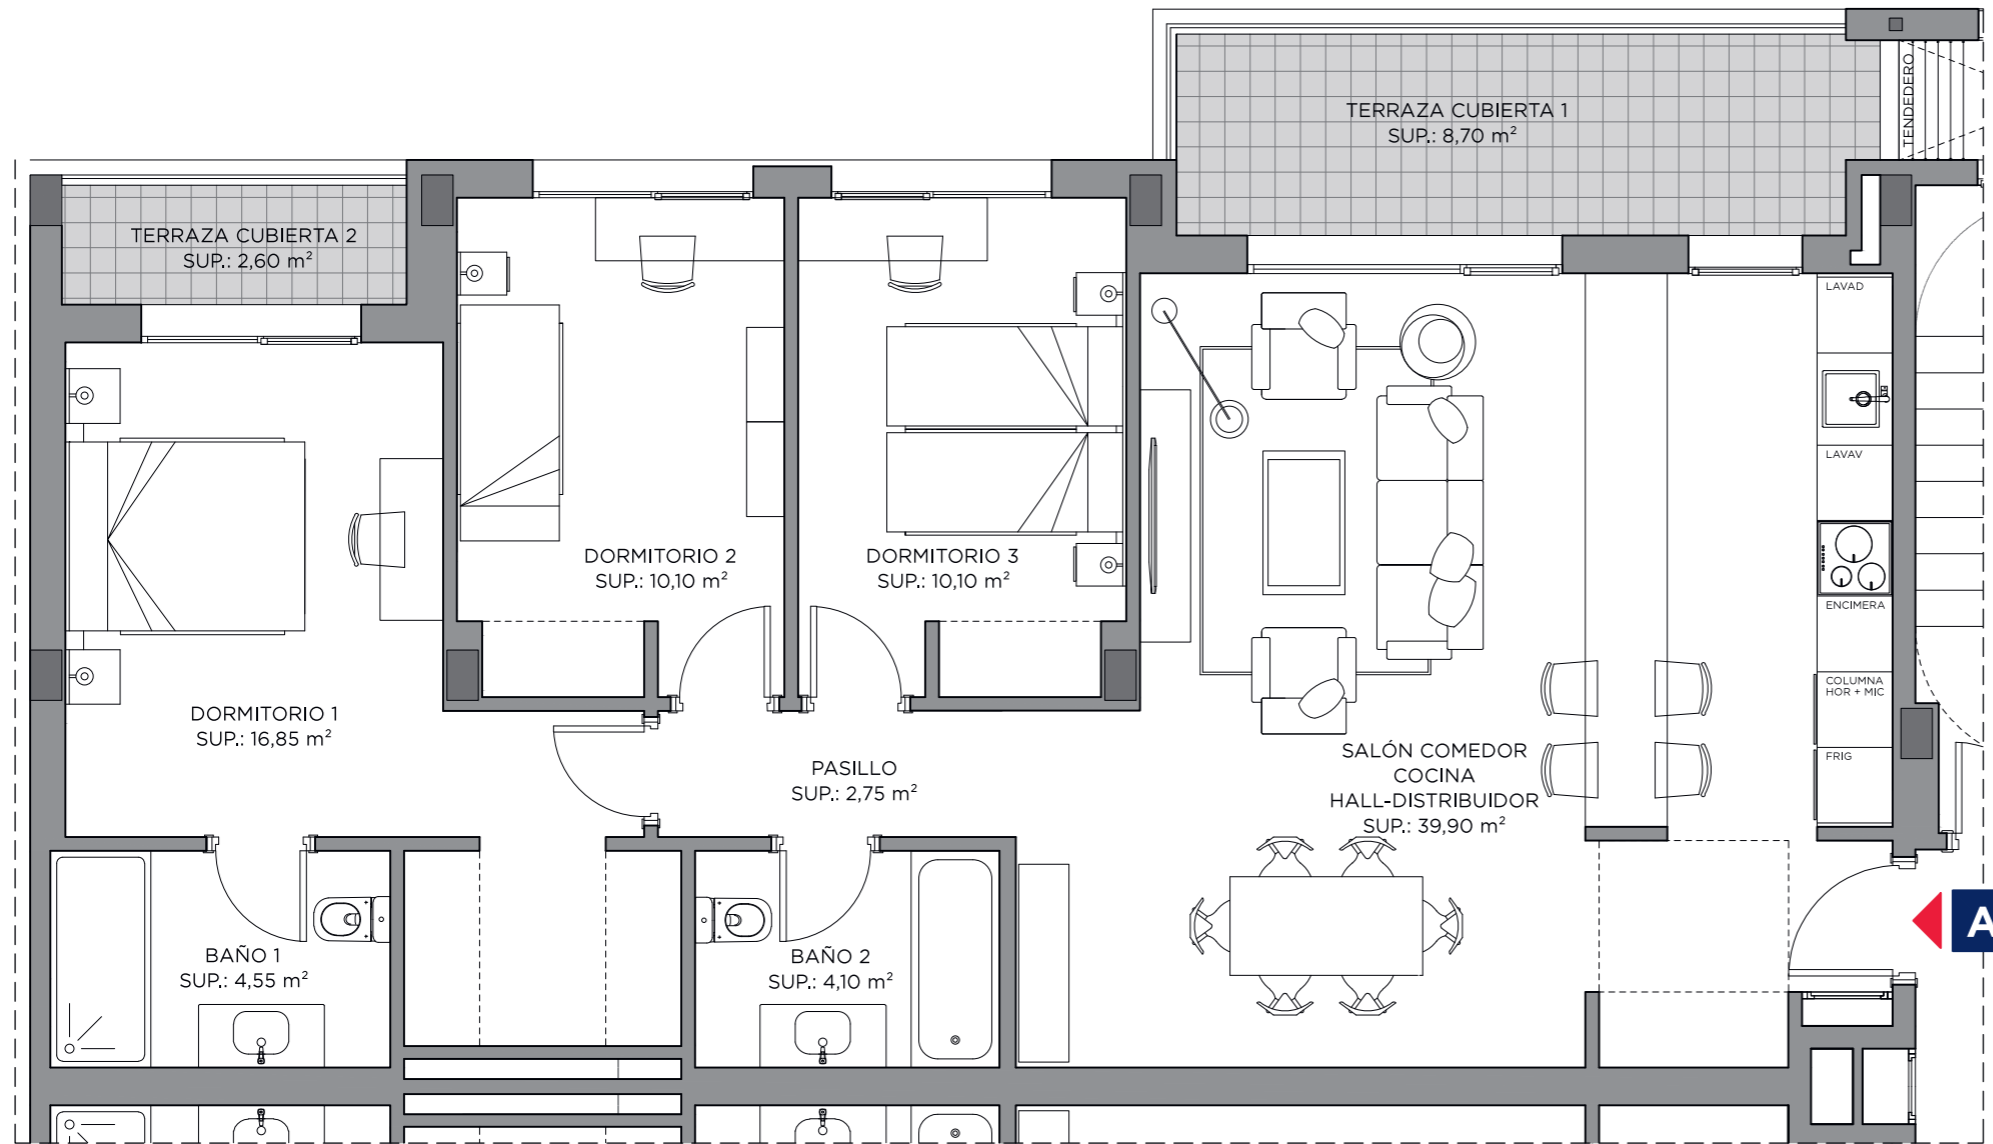 TERRAZA CUBIERTA 1
SUP.: 8,70 m²
TENDEDERO
TERRAZA CUBIERTA 2
SUP.: 2,60 m²
LAVAD
LAVAV
DORMITORIO 2
SUP.: 10,10 m²
DORMITORIO 3
SUP.: 10,10 m²
ENCIMERA
COLUMNA
HOR + MIC
DORMITORIO 1
SUP.: 16,85 m²
FRIG
PASILLO
SUP.: 2,75 m²
SALÓN COMEDOR
COCINA
HALL-DISTRIBUIDOR
SUP.: 39,90 m²
A
BAÑO 1
SUP.: 4,55 m²
BAÑO 2
SUP.: 4,10 m²